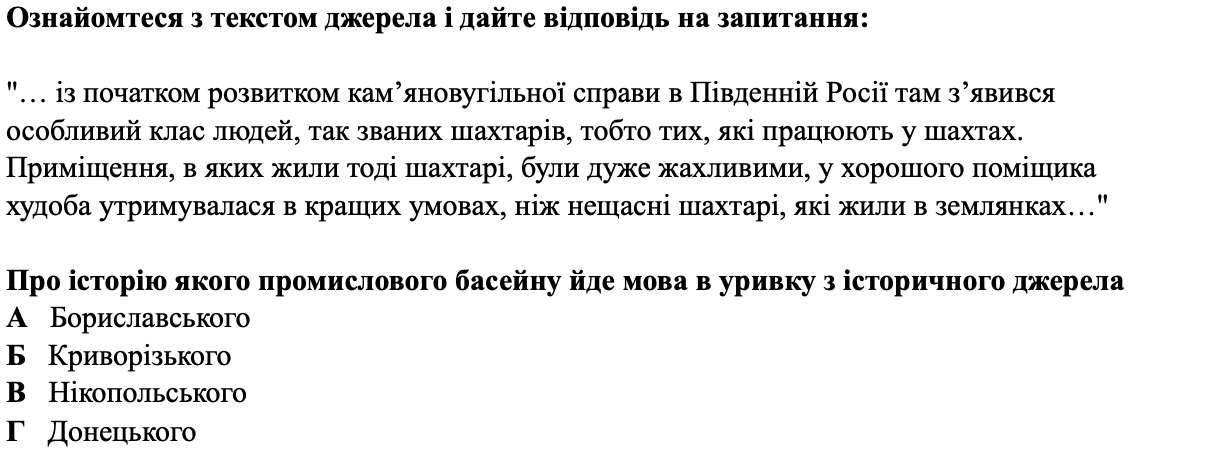 Ознайомтеся з текстом джерела і дайте відповідь на запитання:
"… із початком розвитком кам’яновугільної справи в Південній Росії там з’явився
особливий клас людей, так званих шахтарів, тобто тих, які працюють у шахтах.
Приміщення, в яких жили тоді шахтарі, були дуже жахливими, у хорошого поміщика
худоба утримувалася в кращих умовах, ніж нещасні шахтарі, які жили в землянках…"
Про історію якого промислового басейну йде мова в уривку з історичного джерела
А Бориславського
Б Криворізького
В Нікопольського
Г Донецького